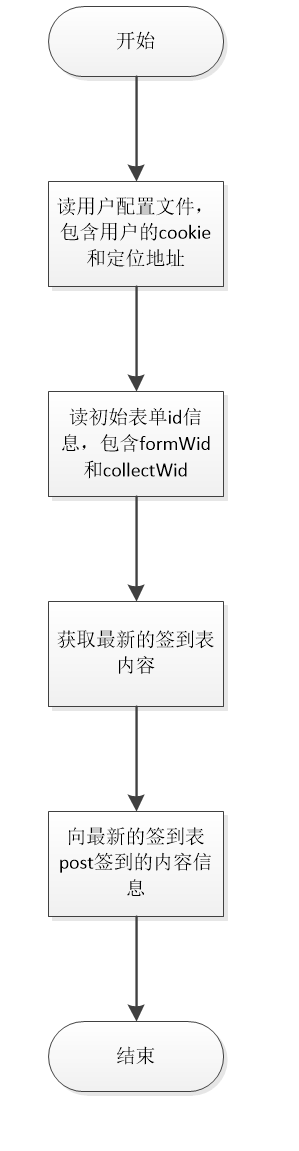 开始
读用户配置文件，
包含用户的cookie
和定位地址
读初始表单id信
息，包含formWid
和collectWid
获取最新的签到表
内容
向最新的签到表
post签到的内容信
息
结束